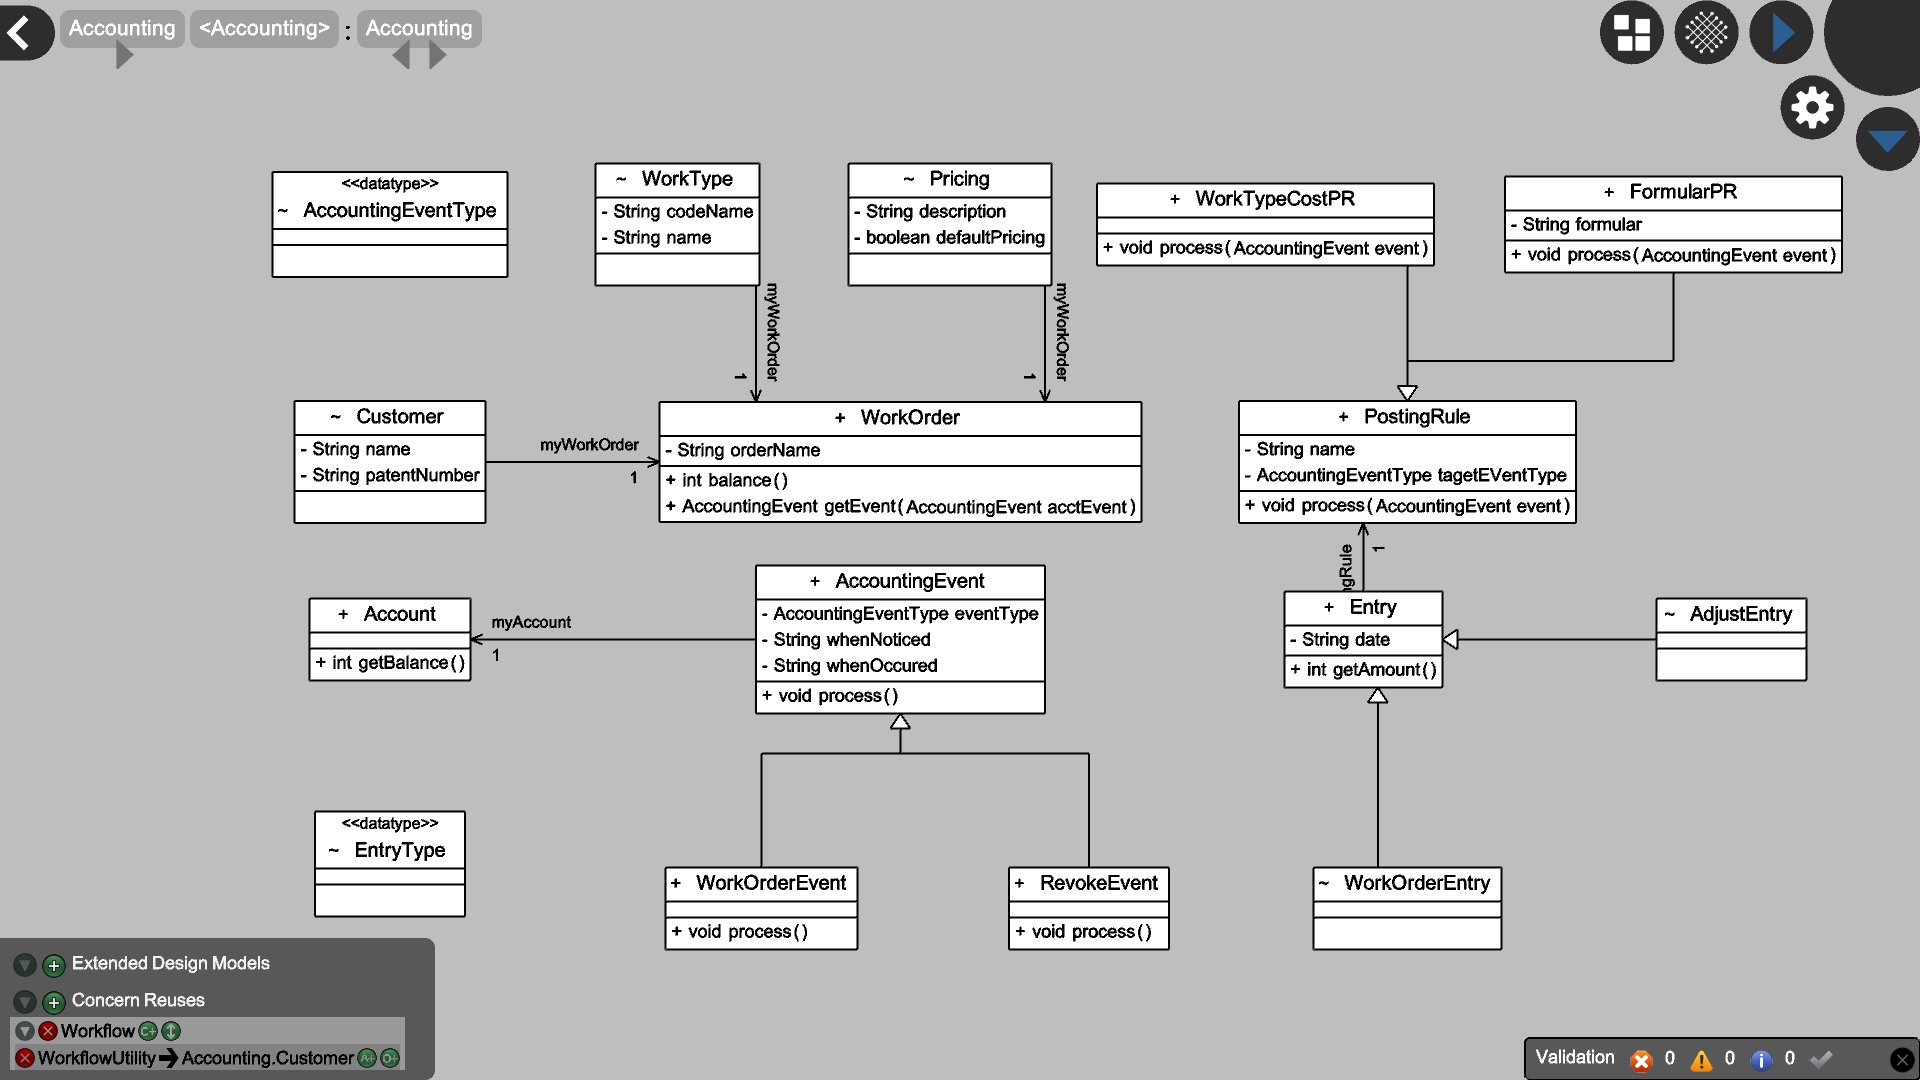 Accounting
<Accounting>
:
Accounting
<<datatype>>
~ AccountingEventType
~ WorkType
- String codeName
- String name
~ Pricing
- String description
- boolean defaultPricing
+ WorkTypeCostPR
+ void process(AccountingEvent event)
+ FormularPR
- String formular
+ void process(AccountingEvent event)
myWorkOrder
1
myWorkOrder
1
~ Customer
- String name
- String patentNumber
myWorkOrder
1
+ WorkOrder
- String orderName
+ int balance()
+ AccountingEvent getEvent(AccountingEvent acctEvent)
+ PostingRule
- String name
- AccountingEventType tagetEVentType
+ void process(AccountingEvent event)
1
+ Account
+ int getBalance()
myAccount
1
+ AccountingEvent
- AccountingEventType eventType
- String whenNoticed
- String whenOccured
+ void process()
+ Entry
- String date
+ int getAmount()
~ AdjustEntry
<<datatype>>
~ EntryType
+ WorkOrderEvent
+ void process()
+ RevokeEvent
+ void process()
~ WorkOrderEntry
Extended Design Models
Concern Reuses
Workflow C+
WorkflowUtility Accounting.Customer A+ O+
Validation 0 0 0